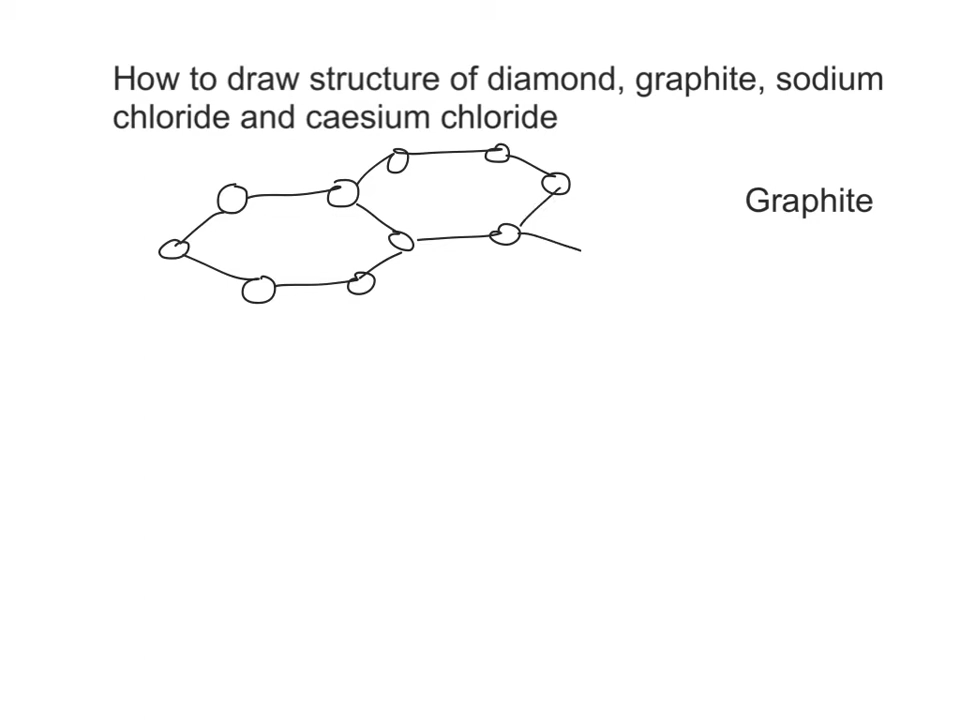 How to draw structure of diamond, graphite, sodium
chloride and caesium chloride
Graphite